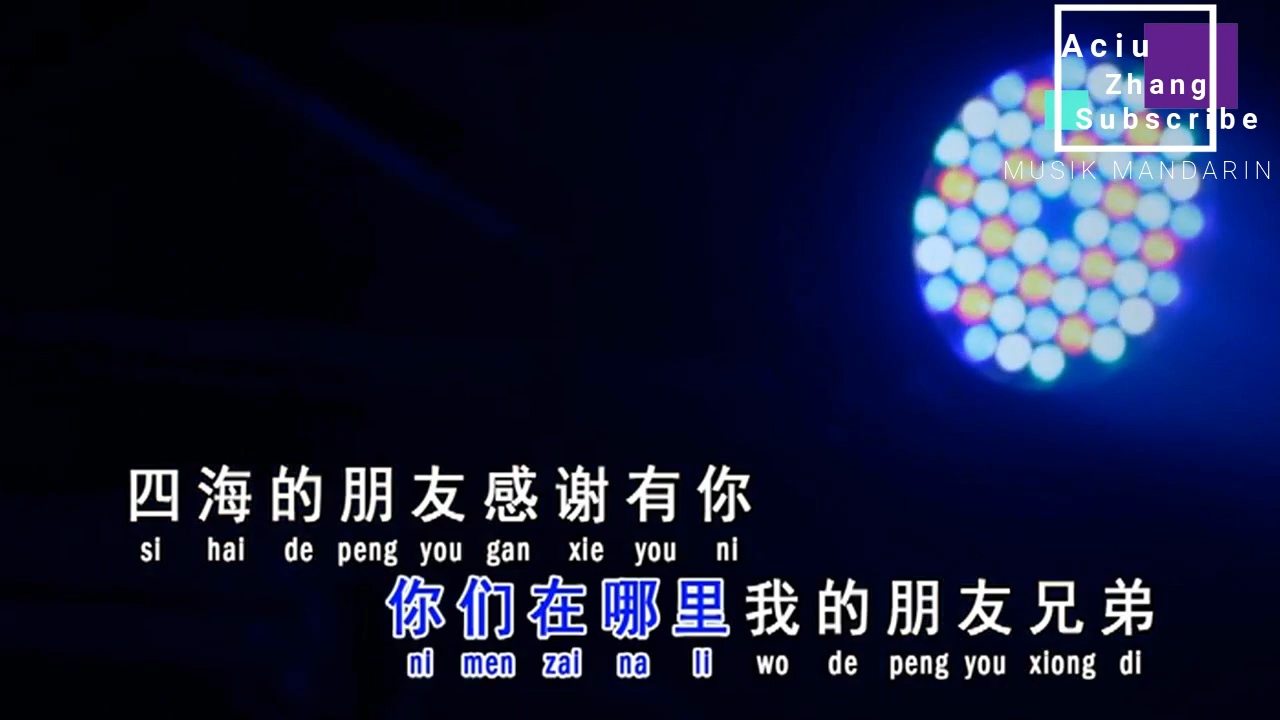 Aciu
Zhang
Subscribe
MUSIK MANDARIN
四海的朋友感谢有你
si hai de peng you gan xie you ni
你们在哪里我的朋友兄弟
ni men zai na li wo de peng you xiong di